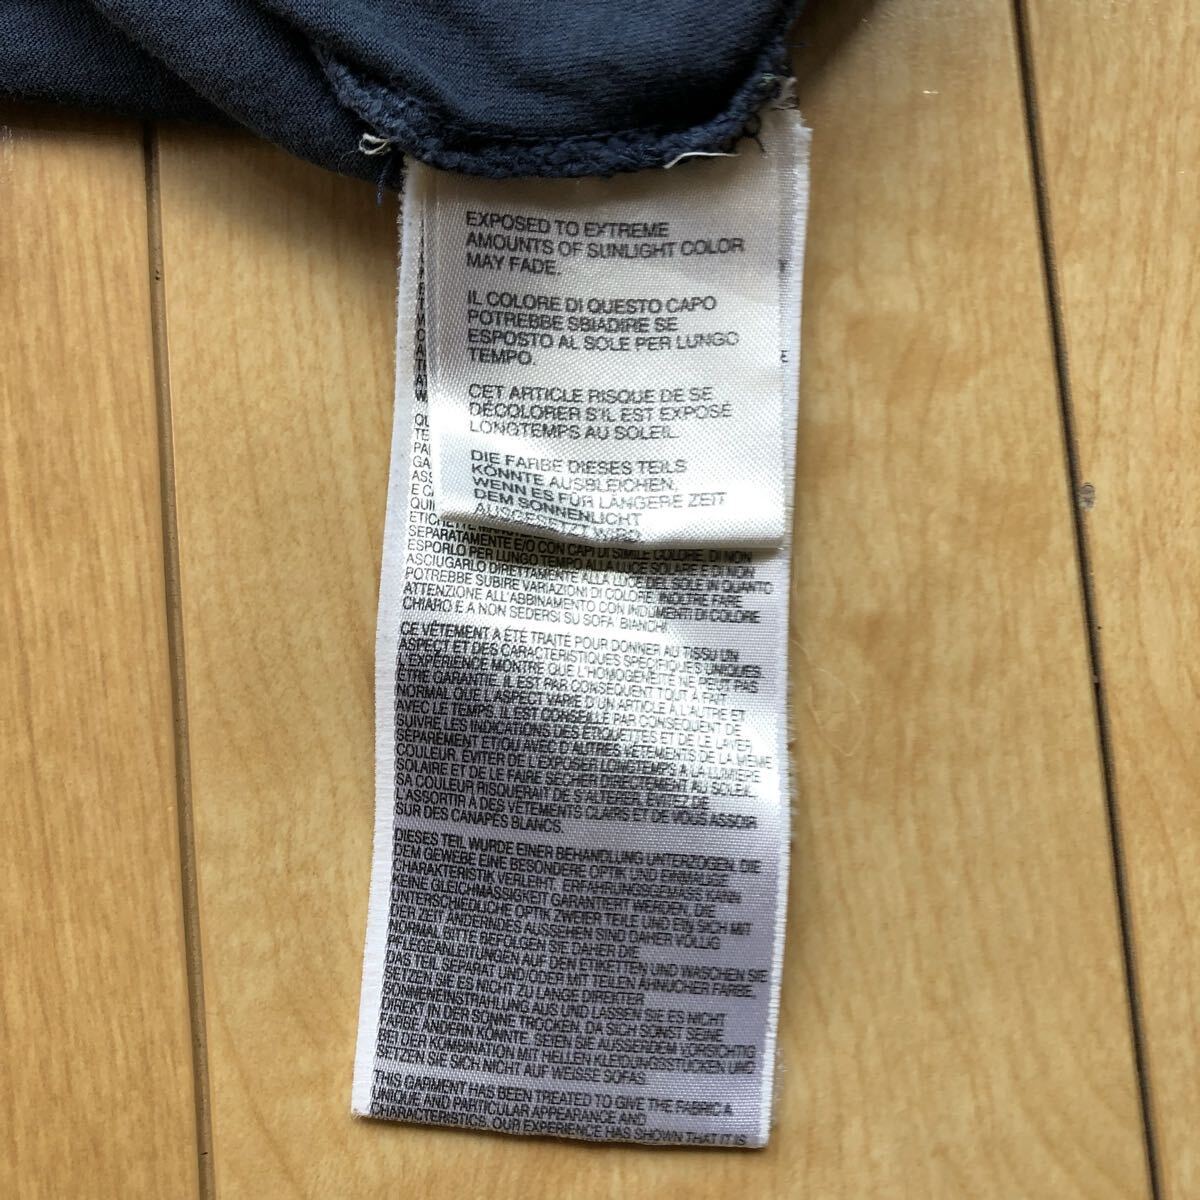 EXPOSED TO EXTREME
AMOUNTS OF SUNLIGHT COLOR
MAY FADE.
IL COLORE DI QUESTO CAPO
POTREBBE SBIADIRE SE
ESPOSTO AL SOLE PER LUNGO
TEMPO.
CET ARTICLE RISQUE DE SE
DÉCOLORER S'IL EST EXPOSÉ
LONGTEMPS AU SOLEIL.
DIE FARBE DIESES TEILS
KÖNNTE AUSBLEICHEN,
WENN ES FÜR LÄNGERE ZEIT
DEM SONNENLICHT
AUSGESETZT WIRD.
SEPARATAMENTE E/O CON CAPI DI SIMILE COLORE, DI NON
ESPORLO PER LUNGO TEMPO ALLA LUCE SOLARE E DI NON
ASCIUGARLO DIRETTAMENTE ALLA LUCE DEL SOLE IN QUANTO
POTREBBE SUBIRE VARIAZIONI DI COLORE. INOLTRE FARE
ATTENZIONE ALL'ABBINAMENTO CON INDUMENTI DI COLORE
CHIARO E A NON SEDERSI SU SOFA' BIANCHI.
CE VÊTEMENT A ÉTÉ TRAITÉ POUR DONNER AU TISSU UN
ASPECT ET DES CARACTÉRISTIQUES SPÉCIFIQUES UNIQUES
L'EXPÉRIENCE MONTRE QUE L'HOMOGÉNÉITÉ NE PEUT PAS
ÊTRE GARANTIE, IL EST PAR CONSÉQUENT TOUT À FAIT
NORMAL QUE L'ASPECT VARIE D'UN ARTICLE À L'AUTRE ET
AVEC LE TEMPS. IL EST CONSEILLÉ PAR CONSÉQUENT DE
SUIVRE LES INDICATIONS DES ÉTIQUETTES ET DE LE LAVER
SÉPARÉMENT ET/OU AVEC D'AUTRES VÊTEMENTS DE LA MÊME
COULEUR, ÉVITER DE L'EXPOSER LONGTEMPS À LA LUMIÈRE
SOLAIRE ET DE LE FAIRE SÉCHER DIRECTEMENT AU SOLEIL.
SA COULEUR RISQUERAIT DE S'ALTÉRER. ÉVITEZ DE
L'ASSORTIR À DES VÊTEMENTS CLAIRS ET DE VOUS ASSOIR
SUR DES CANAPÉS BLANCS.
DIESES TEIL WURDE EINER BEHANDLUNG UNTERZOGEN, DIE
DEM GEWEBE EINE BESONDERE OPTIK UND EINMALIGE
CHARAKTERISTIK VERLEIHT. ERFAHRUNGSGEMÄSS KANN
KEINE GLEICHMÄSSIGKEIT GARANTIERT WERDEN, DIE
UNTERSCHIEDLICHE OPTIK ZWEIER TEILE UND EIN SICH MIT
DER ZEIT ÄNDERNDES AUSSEHEN SIND DAHER VÖLLIG
NORMAL. BITTE BEFOLGEN SIE DAHER DIE
PFLEGEANLEITUNGEN AUF DEN ETIKETTEN UND WASCHEN SIE
DAS TEIL SEPARAT UND/ODER MIT TEILEN ÄHNLICHER FARBE,
SETZEN SIE ES NICHT ZU LANGE DIREKTER
SONNENEINSTRAHLUNG AUS UND LASSEN SIE ES NICHT
DIREKT IN DER SONNE TROCKEN, DA SICH SONST SEINE
FARBE ÄNDERN KÖNNTE. SEIEN SIE AUSSERDEM VORSICHTIG
BEI DER KOMBINATION MIT HELLEN KLEIDUNGSSTÜCKEN UND
SETZEN SIE SICH NICHT AUF WEISSE SOFAS.
THIS GARMENT HAS BEEN TREATED TO GIVE THE FABRIC A
UNIQUE AND PARTICULAR APPEARANCE AND
CHARACTERISTICS. OUR EXPERIENCE HAS SHOWN THAT IT IS